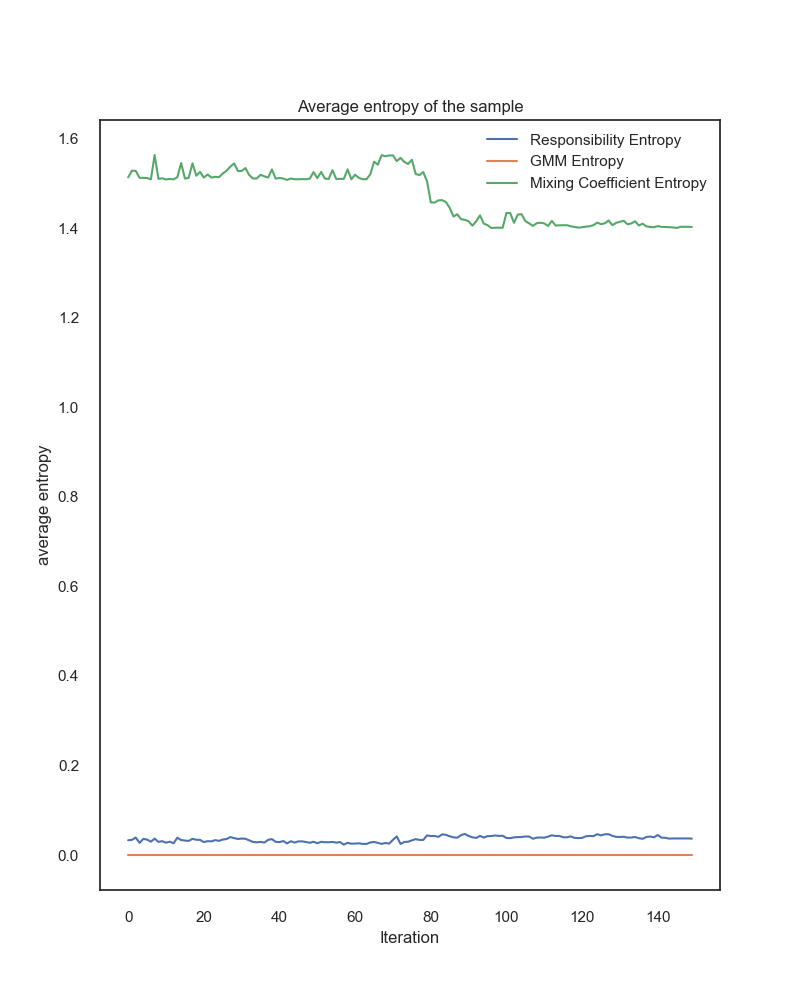 Average entropy of the sample
Responsibility Entropy
GMM Entropy
Mixing Coefficient Entropy
average entropy
1.6
1.4
1.2
1.0
0.8
0.6
0.4
0.2
0.0
0 20 40 60 80 100 120 140
Iteration